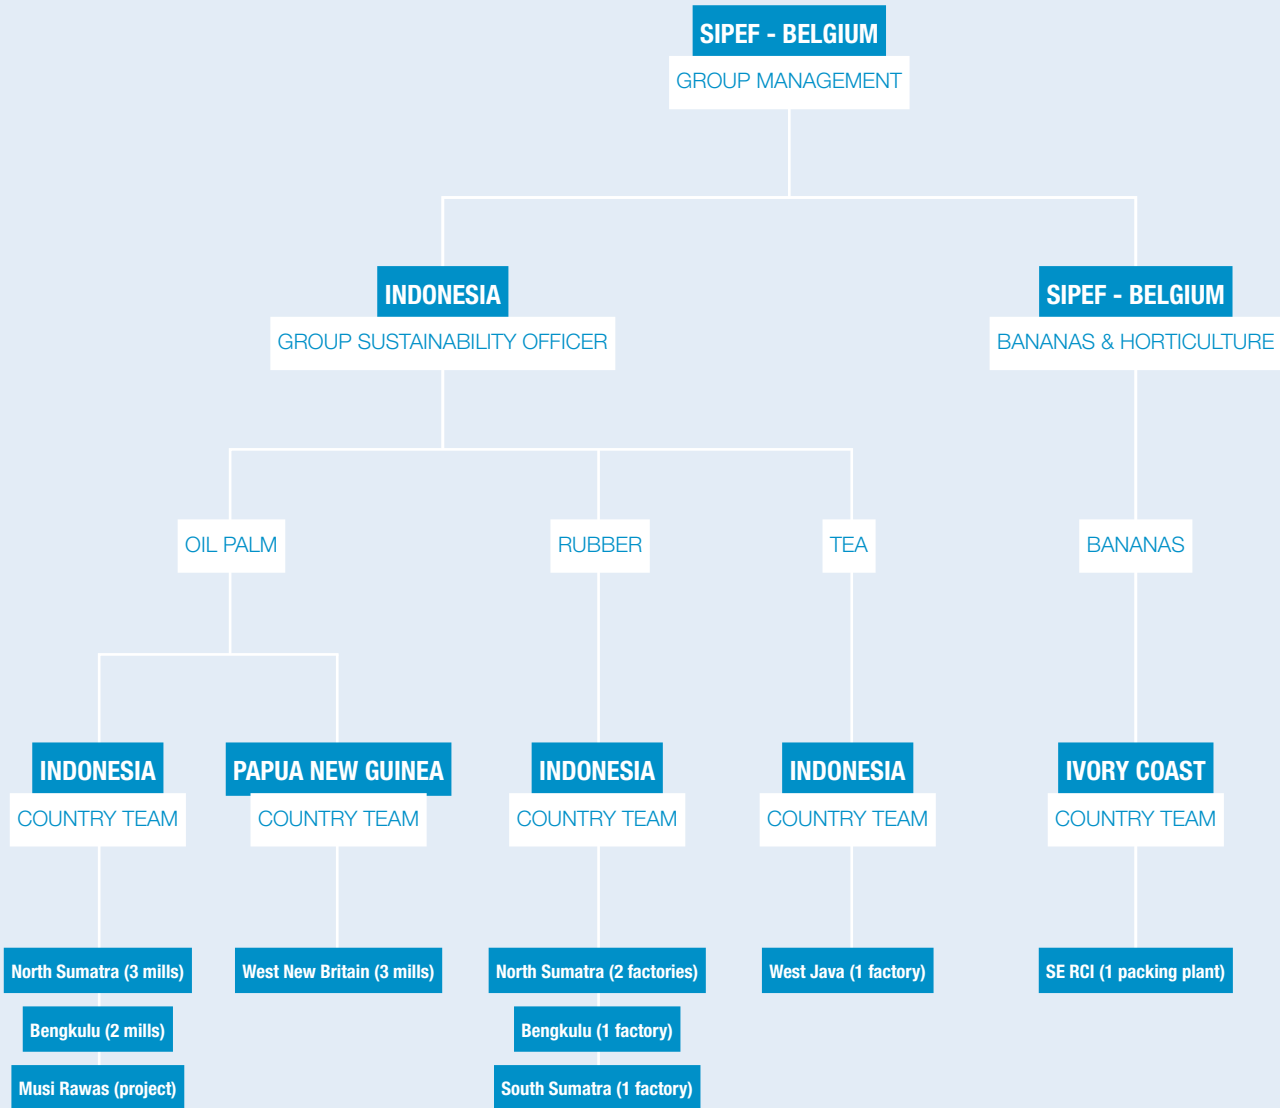 SIPEF - BELGIUM
GROUP MANAGEMENT
INDONESIA
GROUP SUSTAINABILITY OFFICER
SIPEF - BELGIUM
BANANAS & HORTICULTURE
OIL PALM
RUBBER
TEA
BANANAS
INDONESIA
COUNTRY TEAM
PAPUA NEW GUINEA
COUNTRY TEAM
INDONESIA
COUNTRY TEAM
INDONESIA
COUNTRY TEAM
IVORY COAST
COUNTRY TEAM
North Sumatra (3 mills)
Bengkulu (2 mills)
Musi Rawas (project)
West New Britain (3 mills)
North Sumatra (2 factories)
Bengkulu (1 factory)
South Sumatra (1 factory)
West Java (1 factory)
SE RCI (1 packing plant)